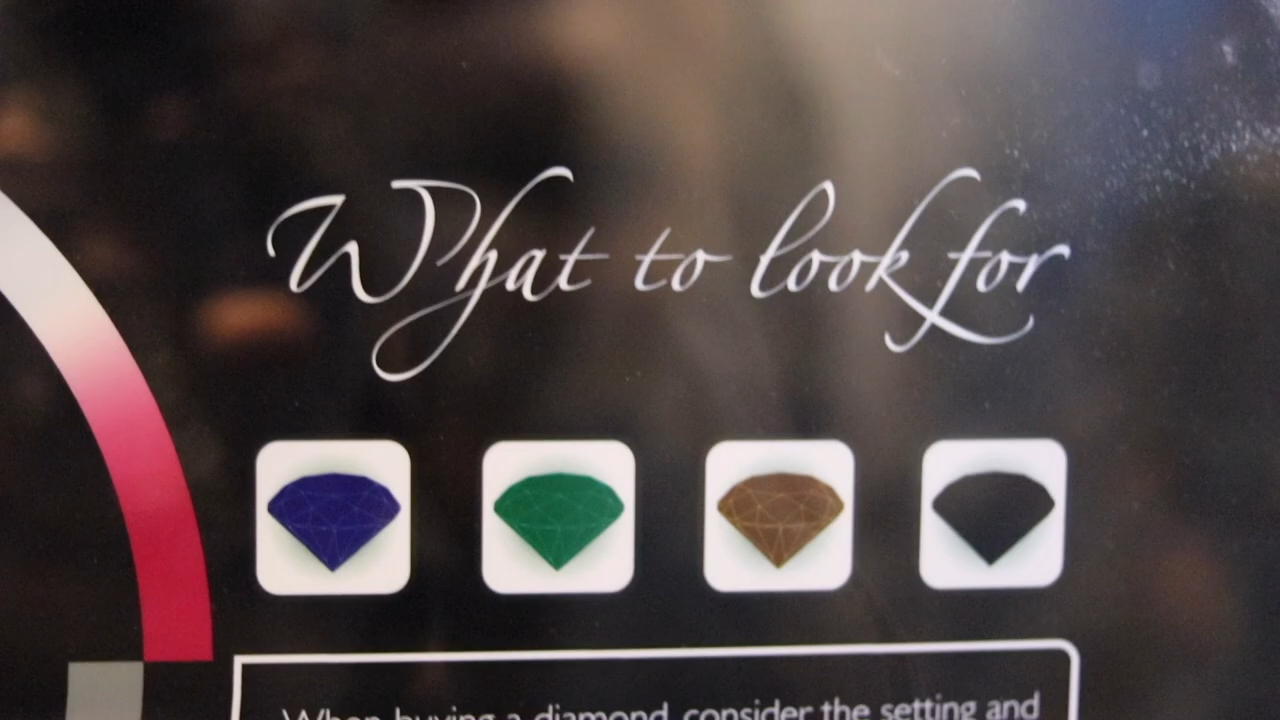 What to look for
When buying a diamond, consider the setting and